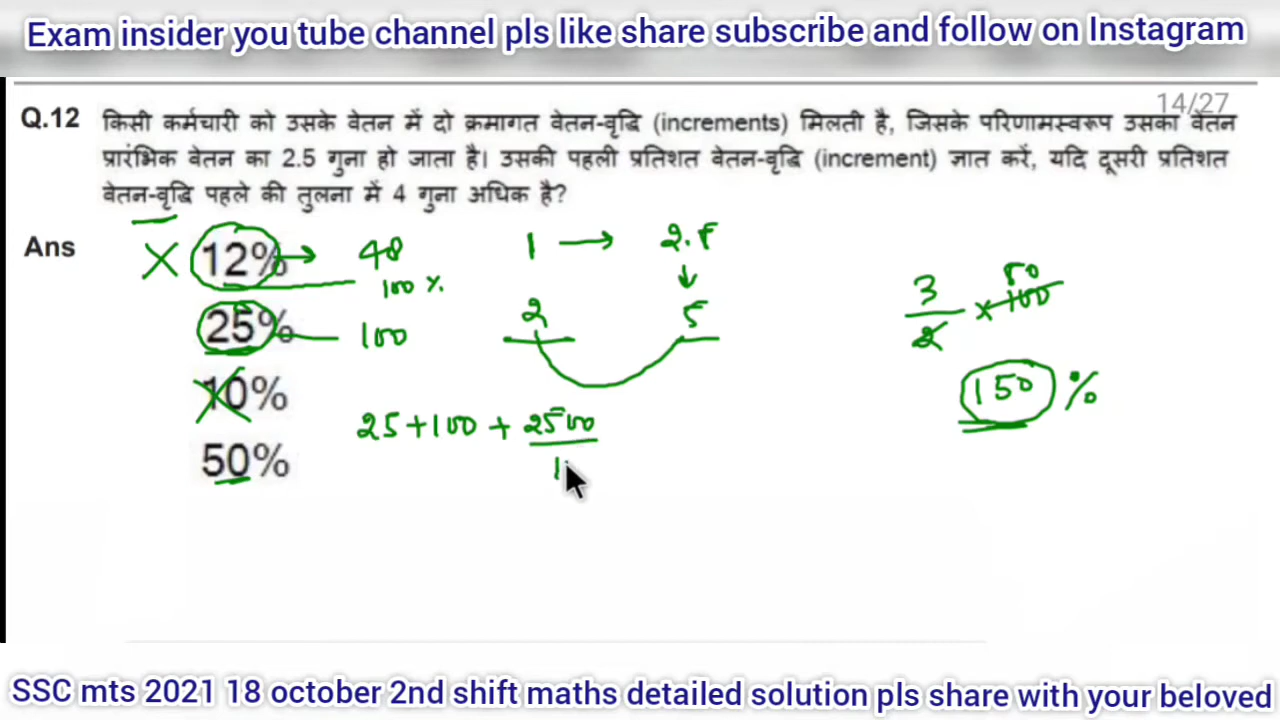 Exam insider you tube channel pls like share subscribe and follow on Instagram
14/27
Q.12 किसी कर्मचारी को उसके वेतन में दो क्रमागत वेतन-वृद्धि (increments) मिलती है, जिसके परिणामस्वरूप उसका वेतन
प्रारंभिक वेतन का 2.5 गुना हो जाता है। उसकी पहली प्रतिशत वेतन-वृद्धि (increment) ज्ञात करें, यदि दूसरी प्रतिशत
वेतन-वृद्धि पहले की तुलना में 4 गुना अधिक है?
Ans X 12% → 48 1 → 2.5
100 %.
25% 100 2 5 3/2 × 100 50
10% 150 %
25+100+2500/1
50%
SSC mts 2021 18 october 2nd shift maths detailed solution pls share with your beloved